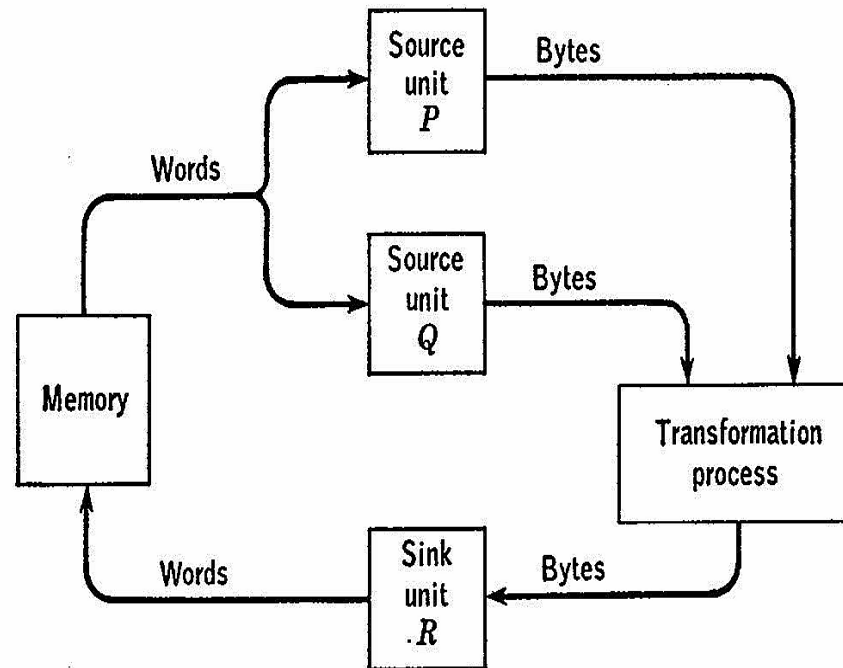 Source
unit
P
Bytes
Words
Source
unit
Q
Bytes
Memory
Transformation
process
Sink
unit
.R
Bytes
Words